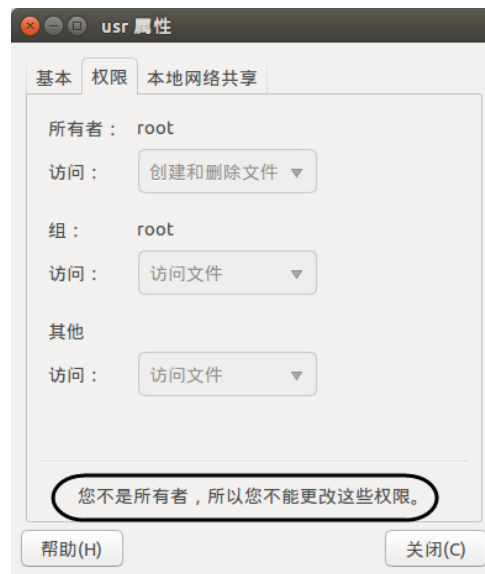 usr 属性
基本 权限 本地网络共享
所有者： root
访问： 创建和删除文件
组： root
访问： 访问文件
其他
访问： 访问文件
您不是所有者，所以您不能更改这些权限。
帮助(H) 关闭(C)